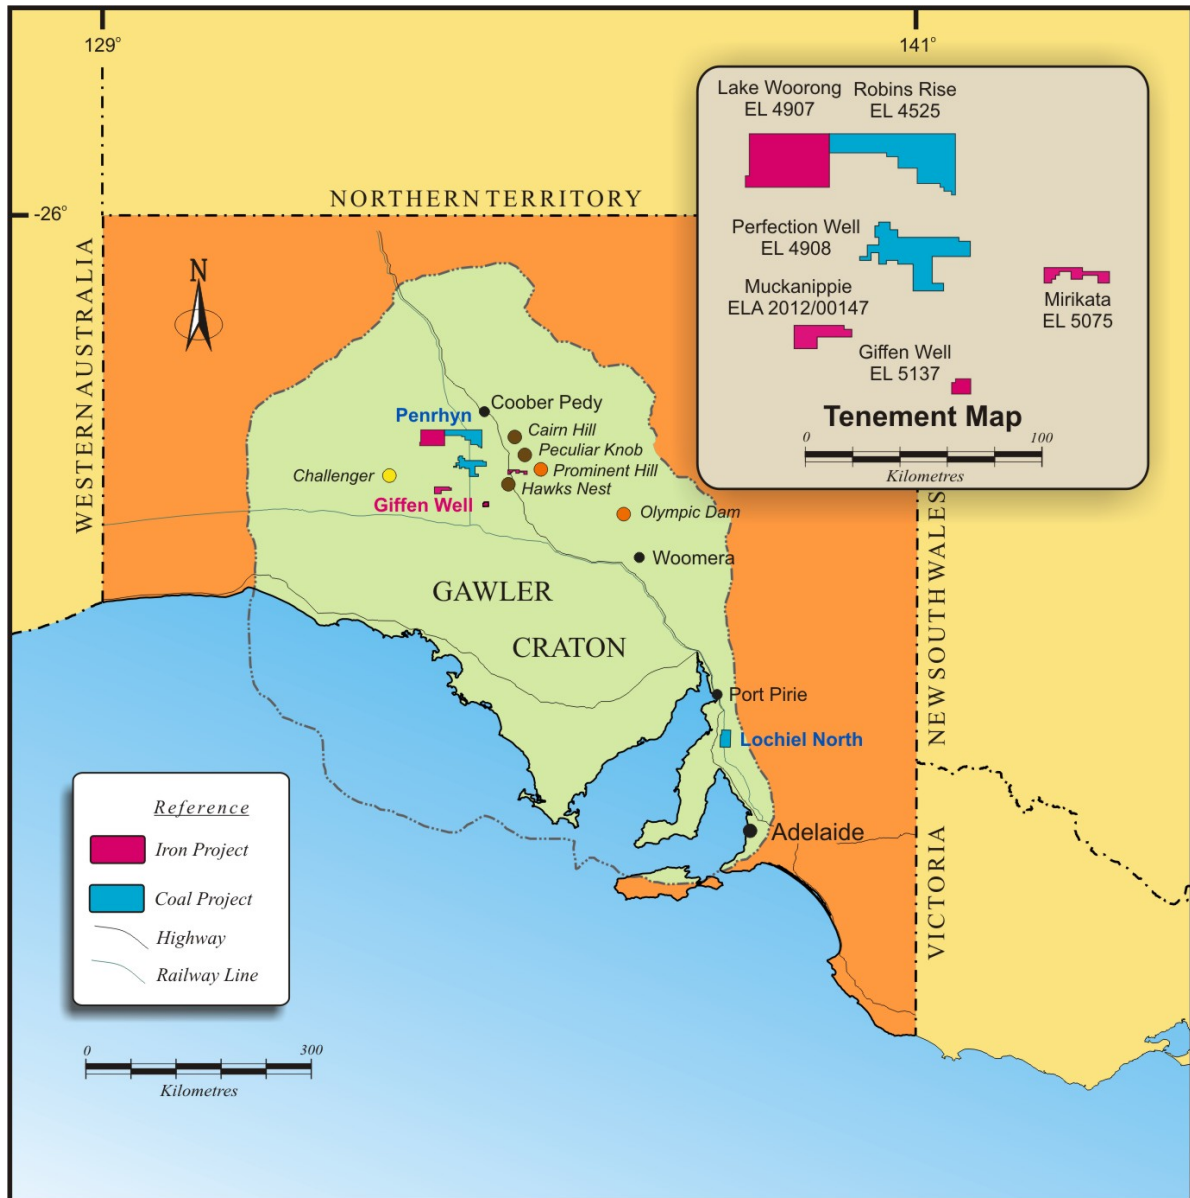 129°
141°
-26°
NORTHERN TERRITORY
WESTERN AUSTRALIA
NEW SOUTH WALES
VICTORIA
N
Lake Woorong
EL 4907
Robins Rise
EL 4525
Perfection Well
EL 4908
Muckanippie
ELA 2012/00147
Mirikata
EL 5075
Giffen Well
EL 5137
Tenement Map
0 100
Kilometres
Coober Pedy
Penrhyn
Cairn Hill
Peculiar Knob
Prominent Hill
Challenger
Hawks Nest
Giffen Well
Olympic Dam
Woomera
GAWLER
CRATON
Port Pirie
Lochiel North
Adelaide
Reference
Iron Project
Coal Project
Highway
Railway Line
0 300
Kilometres